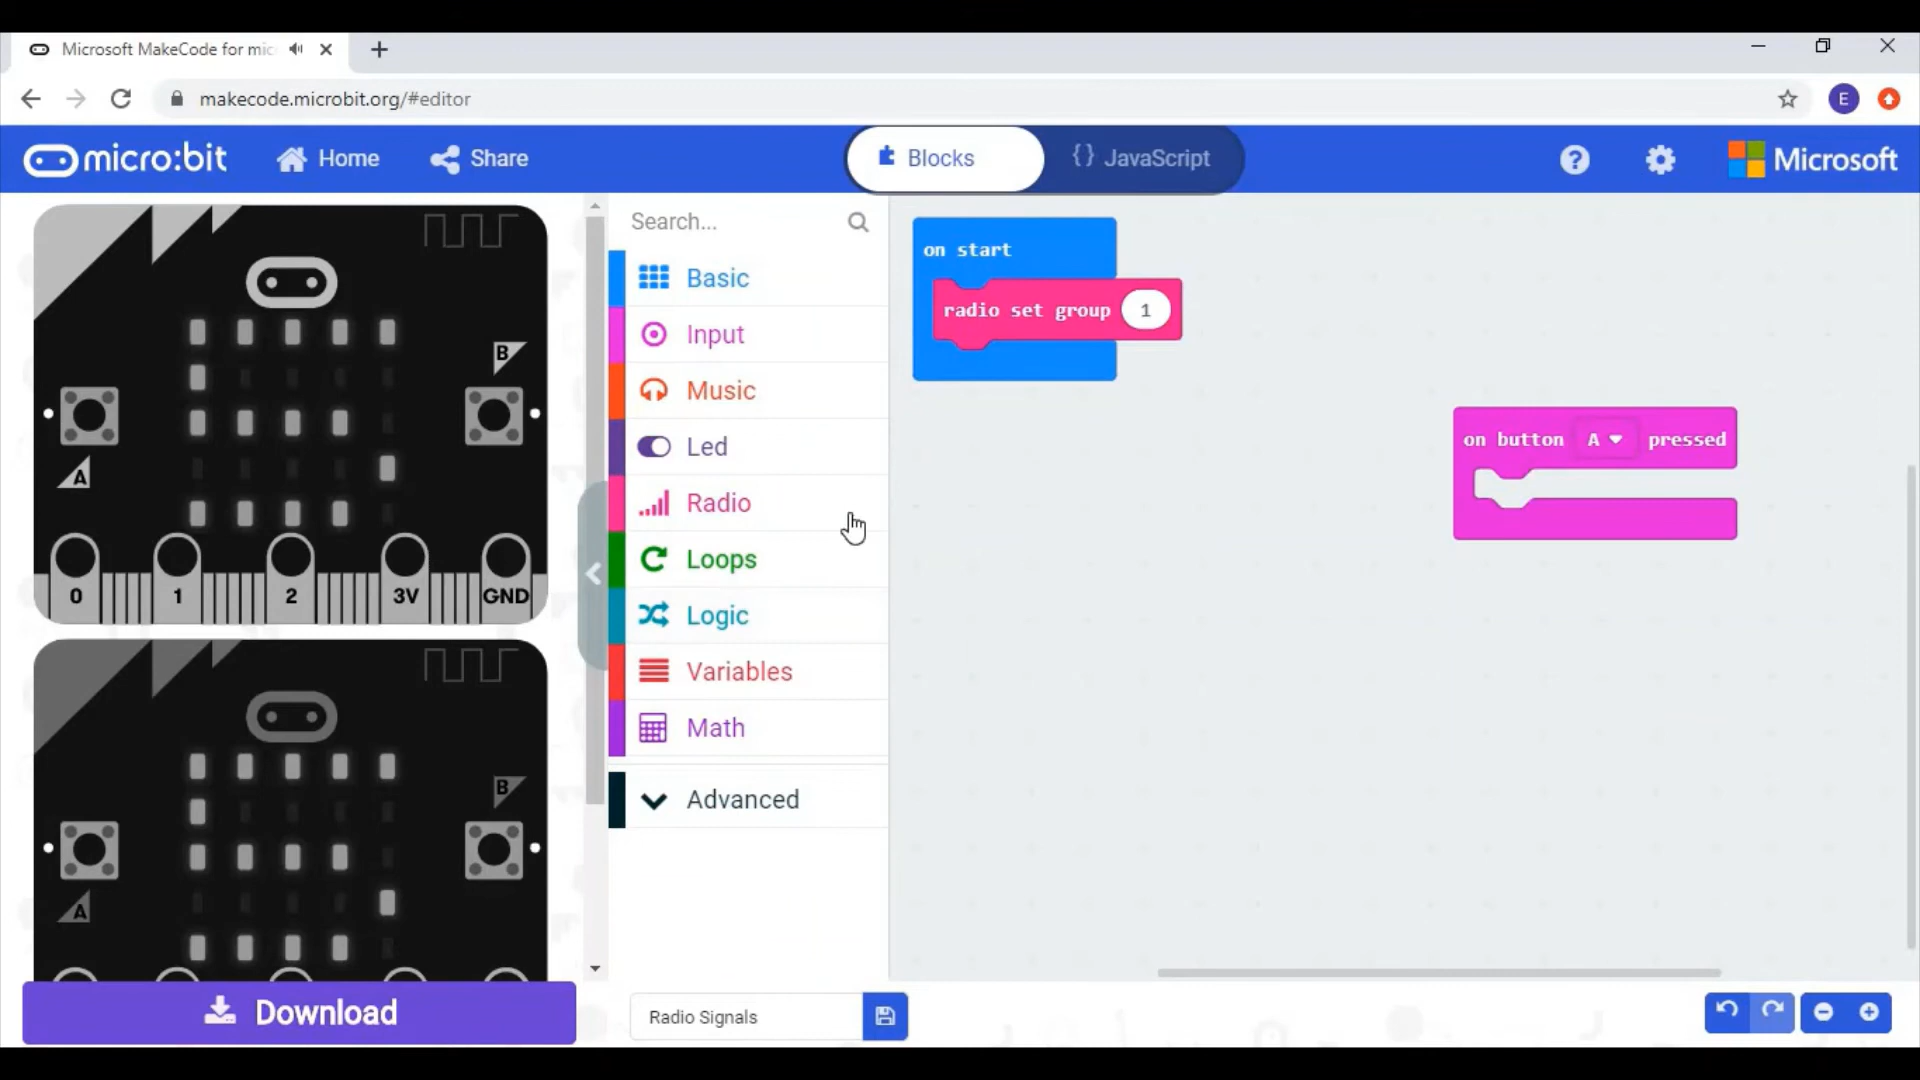 Microsoft MakeCode for mic
makecode.microbit.org/#editor
E
micro:bit
Home
Share
Blocks
{} JavaScript
?
Microsoft
Search...
Basic
Input
Music
Led
Radio
Loops
Logic
Variables
Math
Advanced
on start
radio set group 1
on button A pressed
B
A
0 1 2 3V GND
B
A
Download
Radio Signals